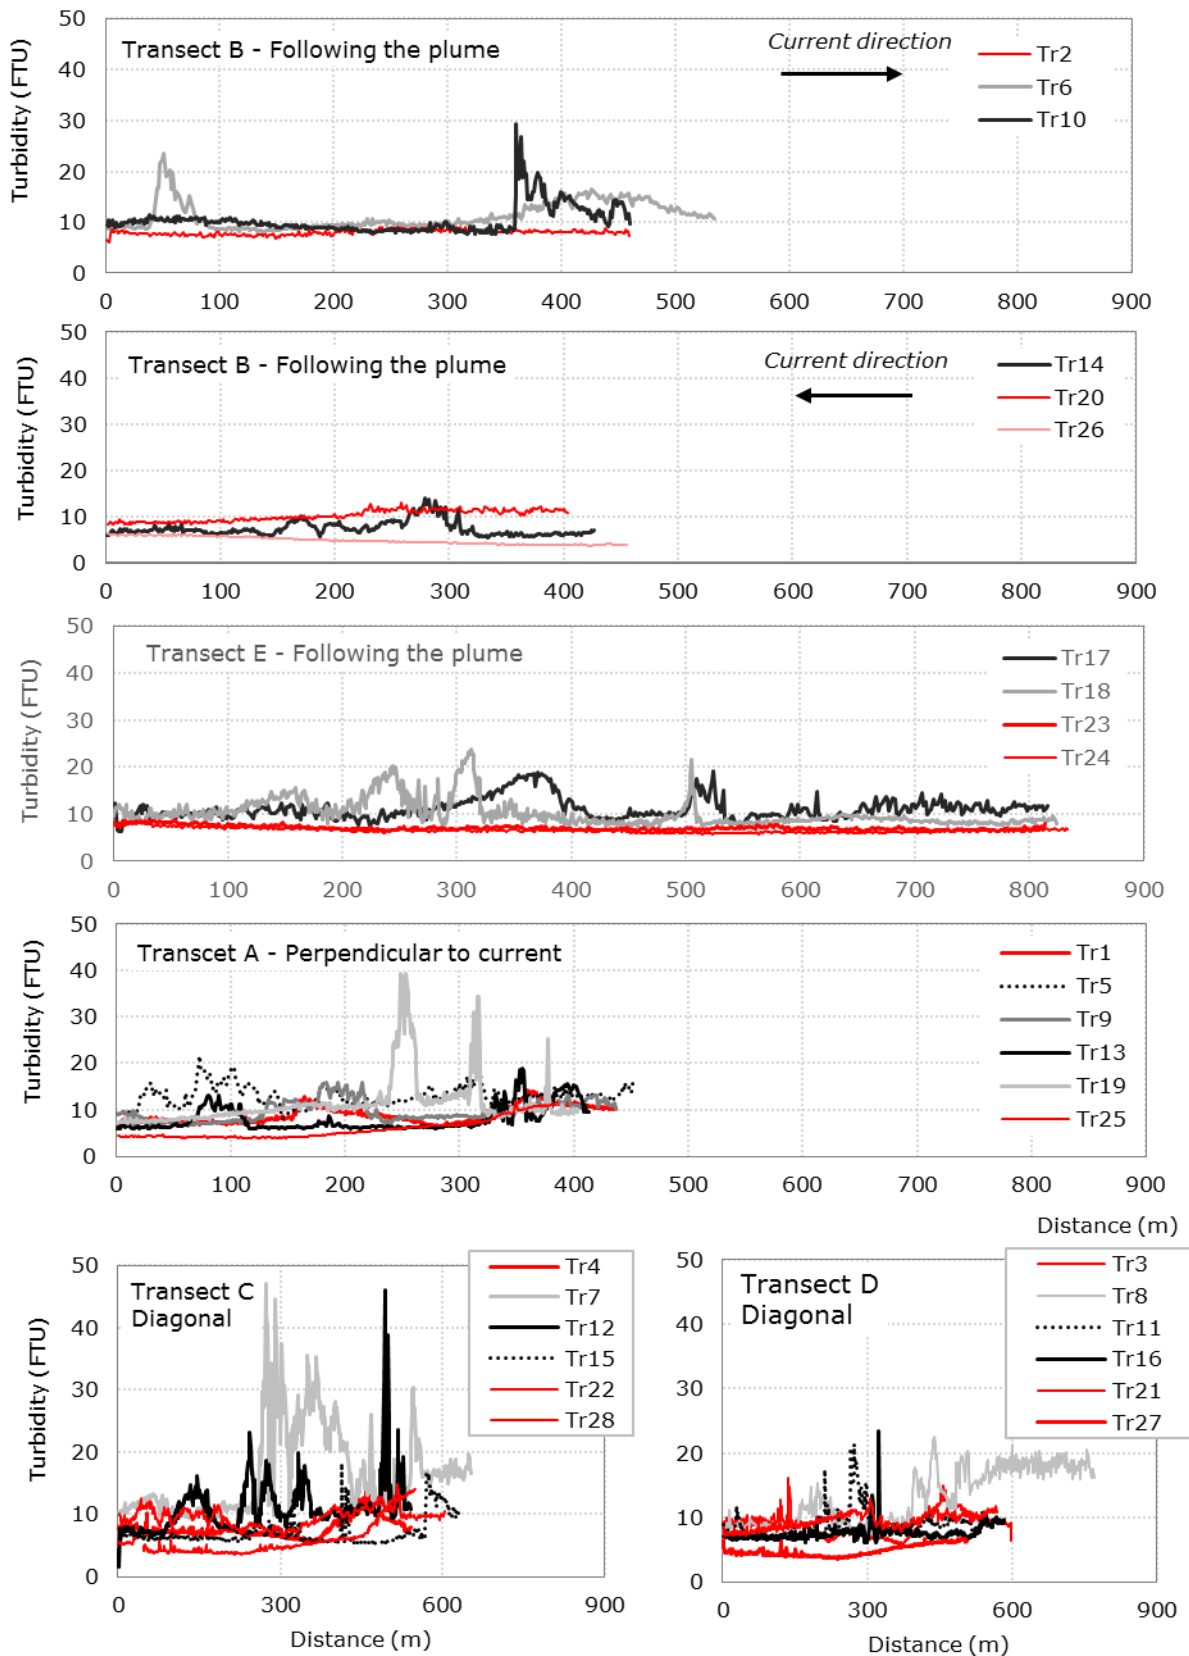 Transect B - Following the plume
Current direction
Tr2
Tr6
Tr10
Turbidity (FTU)
50
40
30
20
10
0
0 100 200 300 400 500 600 700 800 900
Transect B - Following the plume
Current direction
Tr14
Tr20
Tr26
Turbidity (FTU)
50
40
30
20
10
0
0 100 200 300 400 500 600 700 800 900
Transect E - Following the plume
Tr17
Tr18
Tr23
Tr24
Turbidity (FTU)
50
40
30
20
10
0
0 100 200 300 400 500 600 700 800 900
Transcet A - Perpendicular to current
Tr1
Tr5
Tr9
Tr13
Tr19
Tr25
Turbidity (FTU)
50
40
30
20
10
0
0 100 200 300 400 500 600 700 800 900
Distance (m)
Transect C
Diagonal
Tr4
Tr7
Tr12
Tr15
Tr22
Tr28
Turbidity (FTU)
50
40
30
20
10
0
0 300 600 900
Distance (m)
Transect D
Diagonal
Tr3
Tr8
Tr11
Tr16
Tr21
Tr27
50
40
30
20
10
0
0 300 600 900
Distance (m)